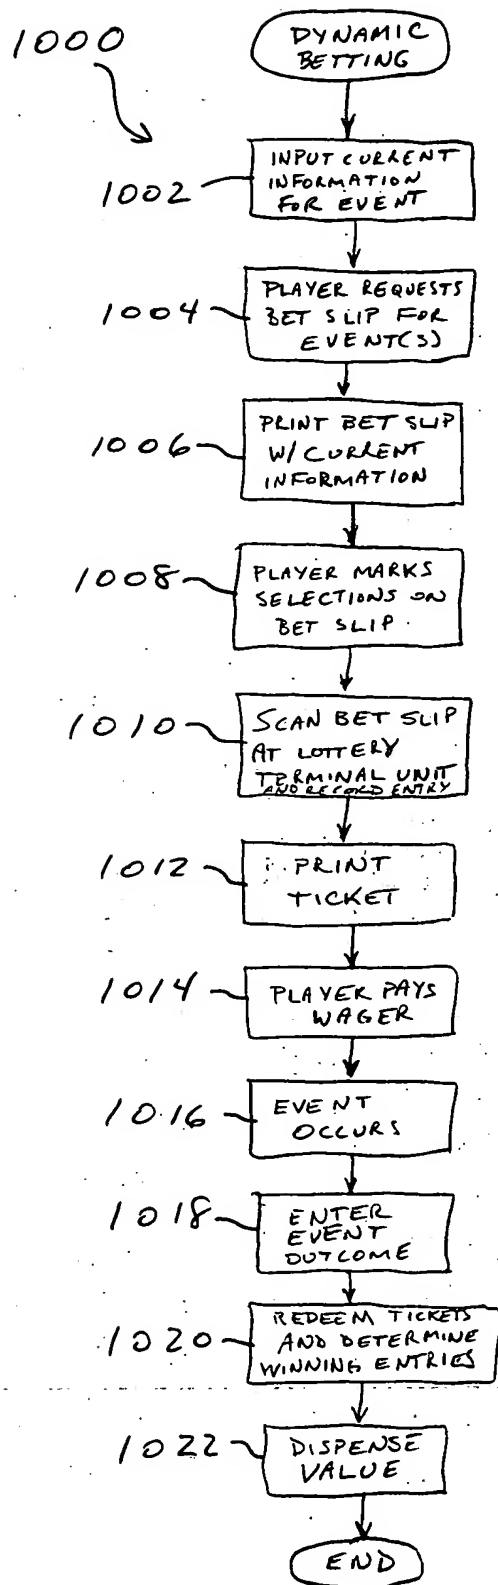 1000
DYNAMIC
BETTING
1002
INPUT CURRENT
INFORMATION
FOR EVENT
1004
PLAYER REQUESTS
BET SLIP FOR
EVENT(S)
1006
PRINT BET SLIP
W/ CURRENT
INFORMATION
1008
PLAYER MARKS
SELECTIONS ON
BET SLIP
1010
SCAN BET SLIP
AT LOTTERY
TERMINAL UNIT
AND RECORD ENTRY
1012
PRINT
TICKET
1014
PLAYER PAYS
WAGER
1016
EVENT
OCCURS
1018
ENTER
EVENT
OUTCOME
1020
REDEEM TICKETS
AND DETERMINE
WINNING ENTRIES
1022
DISPENSE
VALUE
END